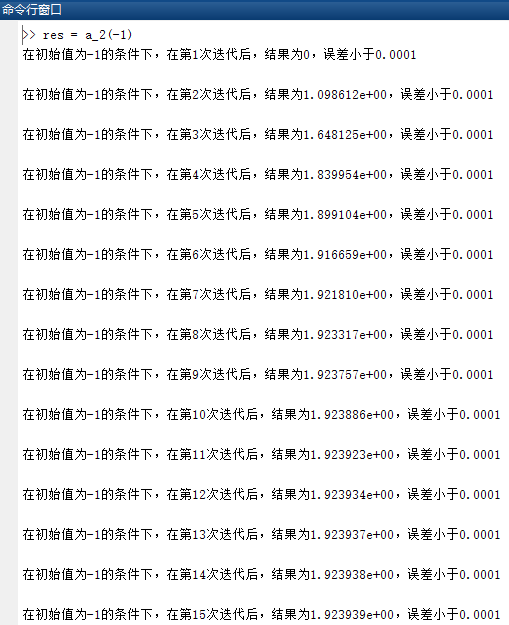 命令行窗口
>> res = a_2(-1)
在初始值为-1的条件下，在第1次迭代后，结果为0，误差小于0.0001
在初始值为-1的条件下，在第2次迭代后，结果为1.098612e+00，误差小于0.0001
在初始值为-1的条件下，在第3次迭代后，结果为1.648125e+00，误差小于0.0001
在初始值为-1的条件下，在第4次迭代后，结果为1.839954e+00，误差小于0.0001
在初始值为-1的条件下，在第5次迭代后，结果为1.899104e+00，误差小于0.0001
在初始值为-1的条件下，在第6次迭代后，结果为1.916659e+00，误差小于0.0001
在初始值为-1的条件下，在第7次迭代后，结果为1.921810e+00，误差小于0.0001
在初始值为-1的条件下，在第8次迭代后，结果为1.923317e+00，误差小于0.0001
在初始值为-1的条件下，在第9次迭代后，结果为1.923757e+00，误差小于0.0001
在初始值为-1的条件下，在第10次迭代后，结果为1.923886e+00，误差小于0.0001
在初始值为-1的条件下，在第11次迭代后，结果为1.923923e+00，误差小于0.0001
在初始值为-1的条件下，在第12次迭代后，结果为1.923934e+00，误差小于0.0001
在初始值为-1的条件下，在第13次迭代后，结果为1.923937e+00，误差小于0.0001
在初始值为-1的条件下，在第14次迭代后，结果为1.923938e+00，误差小于0.0001
在初始值为-1的条件下，在第15次迭代后，结果为1.923939e+00，误差小于0.0001